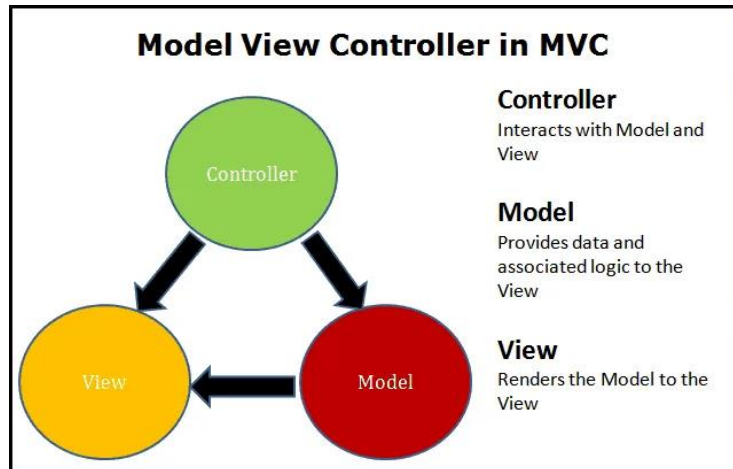 Model View Controller in MVC
Controller
View
Model
Controller
Interacts with Model and
View
Model
Provides data and
associated logic to the
View
View
Renders the Model to the
View